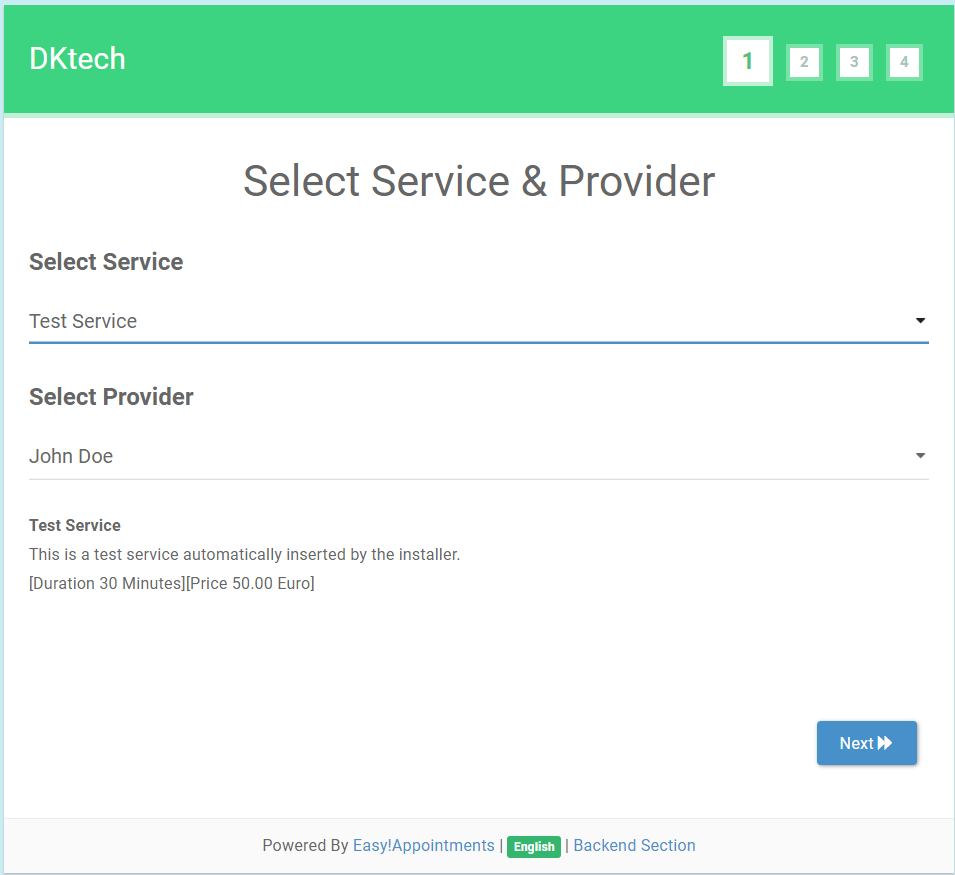 DKtech
1 2 3 4
Select Service & Provider
Select Service
Test Service
Select Provider
John Doe
Test Service
This is a test service automatically inserted by the installer.
[Duration 30 Minutes][Price 50.00 Euro]
Next
Powered By Easy!Appointments | English | Backend Section